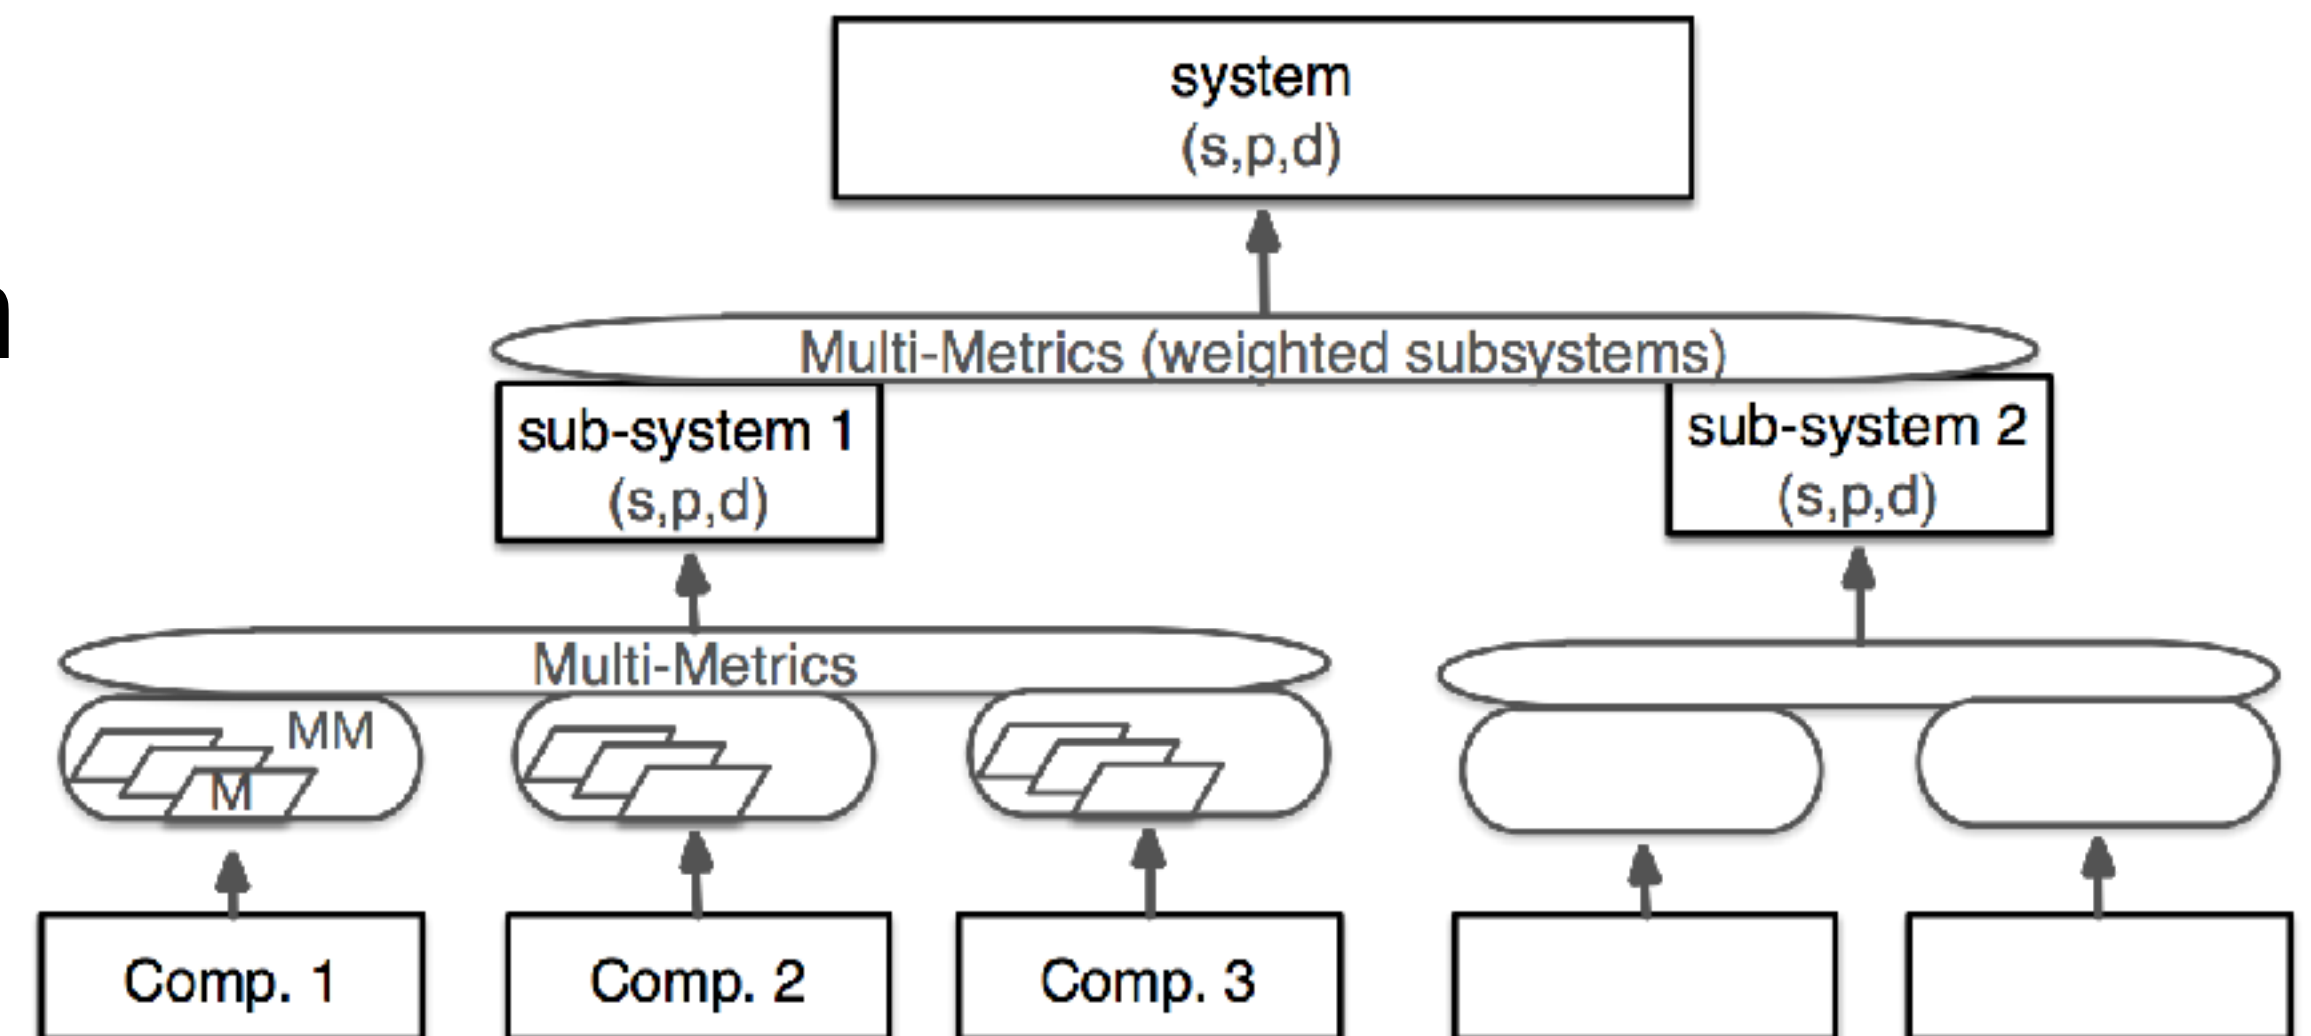 system
(s,p,d)
n
Multi-Metrics (weighted subsystems)
sub-system 1
(s,p,d)
sub-system 2
(s,p,d)
Multi-Metrics
MM
M
Comp. 1
Comp. 2
Comp. 3